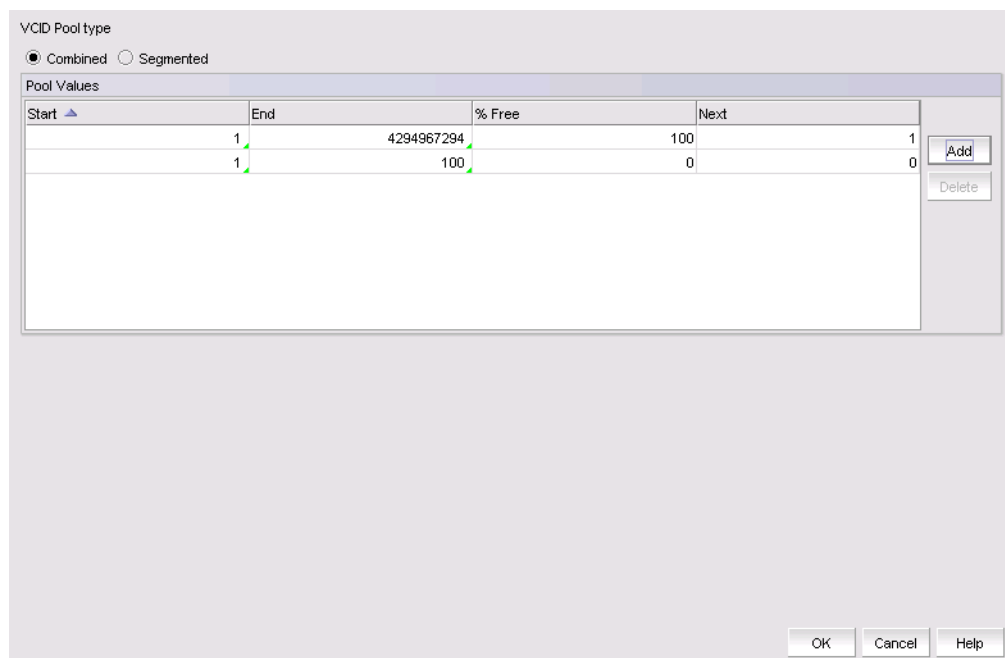 VCID Pool type
Combined Segmented
Pool Values
Start End % Free Next
1 4294967294 100 1
1 100 0 0
Add
Delete
OK Cancel Help